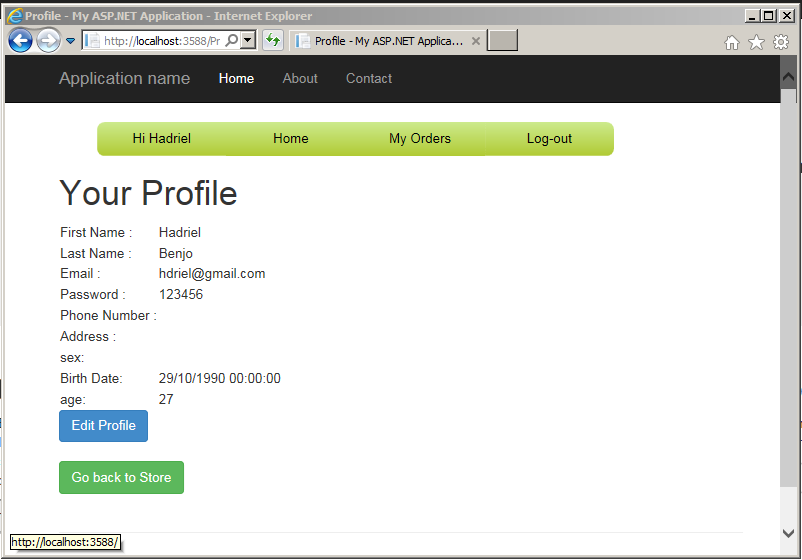 Profile - My ASP.NET Application - Internet Explorer
http://localhost:3588/Pr
Profile - My ASP.NET Applica...
Application name Home About Contact
Hi Hadriel Home My Orders Log-out
Your Profile
First Name : Hadriel
Last Name : Benjo
Email : hdriel@gmail.com
Password : 123456
Phone Number :
Address :
sex:
Birth Date: 29/10/1990 00:00:00
age: 27
Edit Profile
Go back to Store
http://localhost:3588/